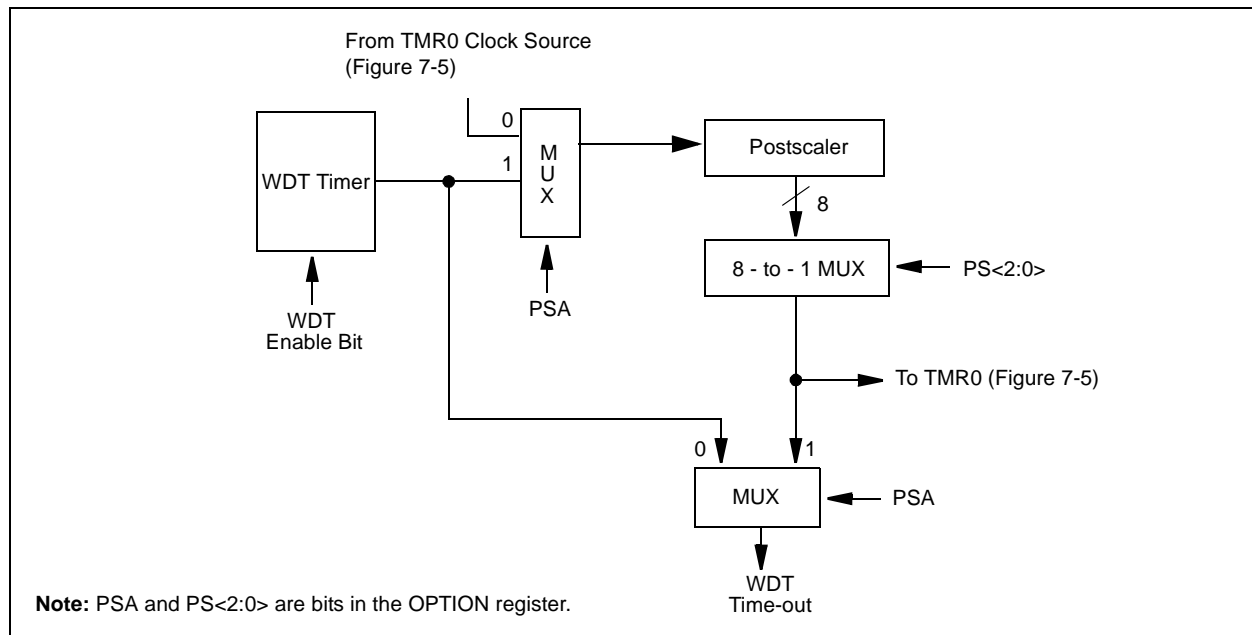 From TMR0 Clock Source
(Figure 7-5)
0
1
M
U
X
WDT Timer
Postscaler
8
8 - to - 1 MUX
PS<2:0>
PSA
WDT
Enable Bit
To TMR0 (Figure 7-5)
0
1
MUX
PSA
WDT
Time-out
Note: PSA and PS<2:0> are bits in the OPTION register.